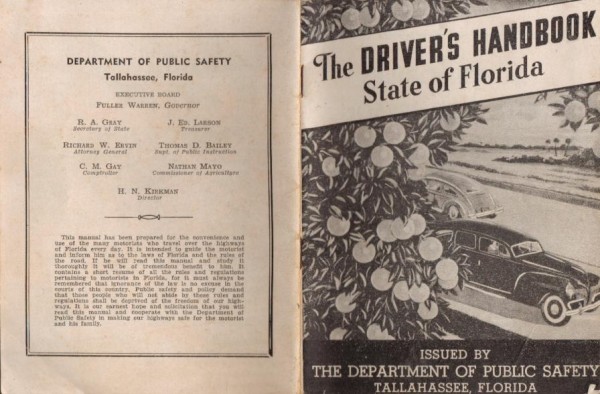 DEPARTMENT OF PUBLIC SAFETY
Tallahassee, Florida
EXECUTIVE BOARD
FULLER WARREN, Governor
R. A. GRAY
Secretary of State
J. ED. LARSON
Treasurer
RICHARD W. ERVIN
Attorney General
THOMAS D. BAILEY
Supt. of Public Instruction
C. M. GAY
Comptroller
NATHAN MAYO
Commissioner of Agriculture
H. N. KIRKMAN
Director
This manual has been prepared for the convenience and
use of the many motorists who travel over the highways
of Florida every day. It is intended to guide the motorist
and inform him as to the laws of Florida and the rules of
the road. If he will read this manual and study it
thoroughly it will be of tremendous benefit to him. It
contains a short resume of all the rules and regulations
pertaining to motorists in Florida, for it must always be
remembered that ignorance of the law is no excuse in the
courts of this country. Public safety and policy demand
that those people who will not abide by these rules and
regulations shall be deprived of the freedom of our high-
ways. It is our earnest hope and solicitation that you will
read this manual and cooperate with the Department of
Public Safety in making our highways safe for the motorist
and his family.
The DRIVER'S HANDBOOK
State of Florida
ISSUED BY
THE DEPARTMENT OF PUBLIC SAFETY
TALLAHASSEE, FLORIDA